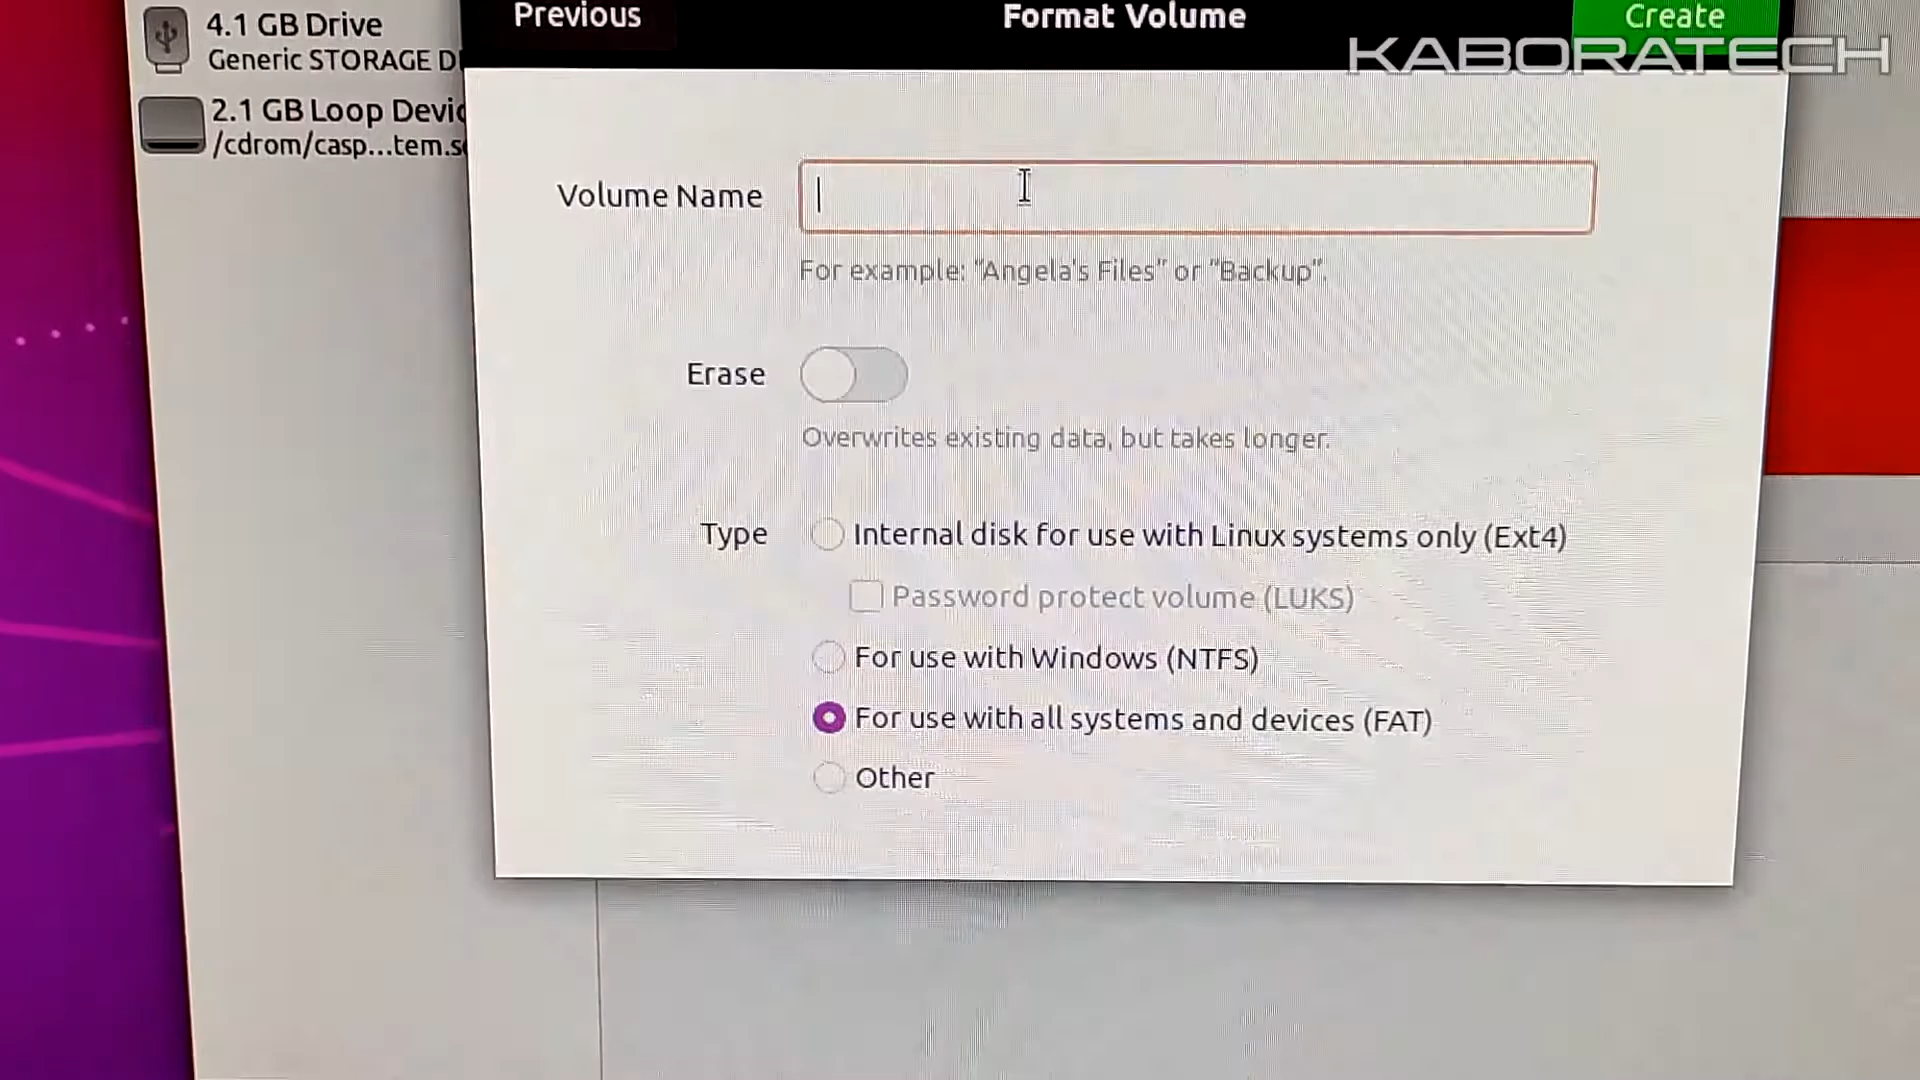 4.1 GB Drive
Generic STORAGE D
2.1 GB Loop Devic
/cdrom/casp...tem.s
Previous
Format Volume
Create
KABORATECH
Volume Name
For example: “Angela's Files” or “Backup”.
Erase
Overwrites existing data, but takes longer.
Type
Internal disk for use with Linux systems only (Ext4)
Password protect volume (LUKS)
For use with Windows (NTFS)
For use with all systems and devices (FAT)
Other